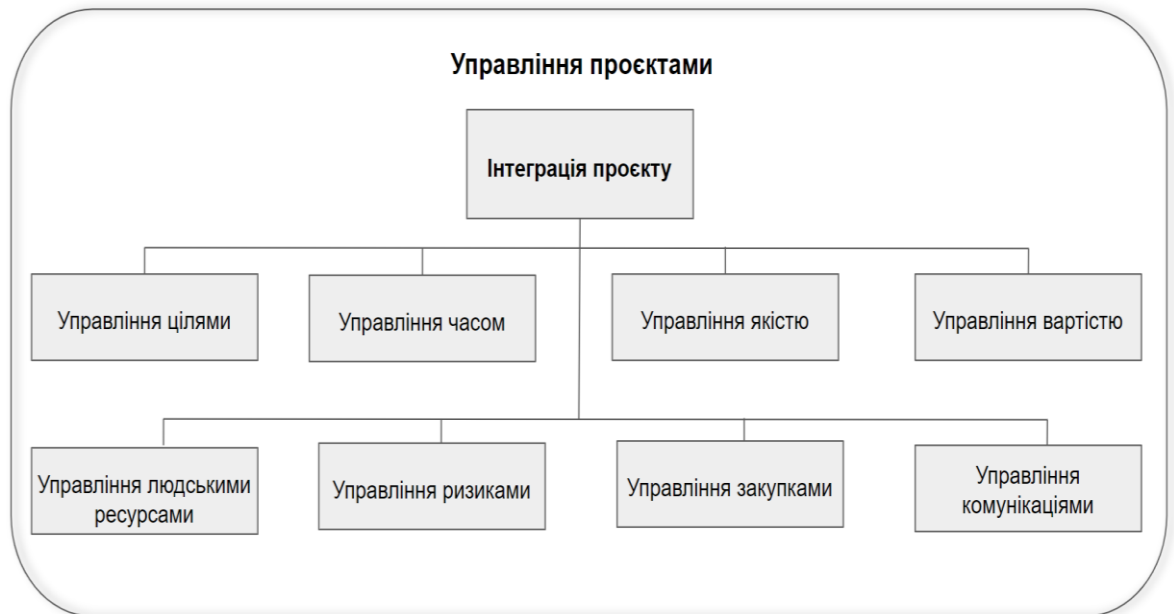 Управління проєктами
Інтеграція проєкту
Управління цілями
Управління часом
Управління якістю
Управління вартістю
Управління людськими
ресурсами
Управління ризиками
Управління закупками
Управління
комунікаціями